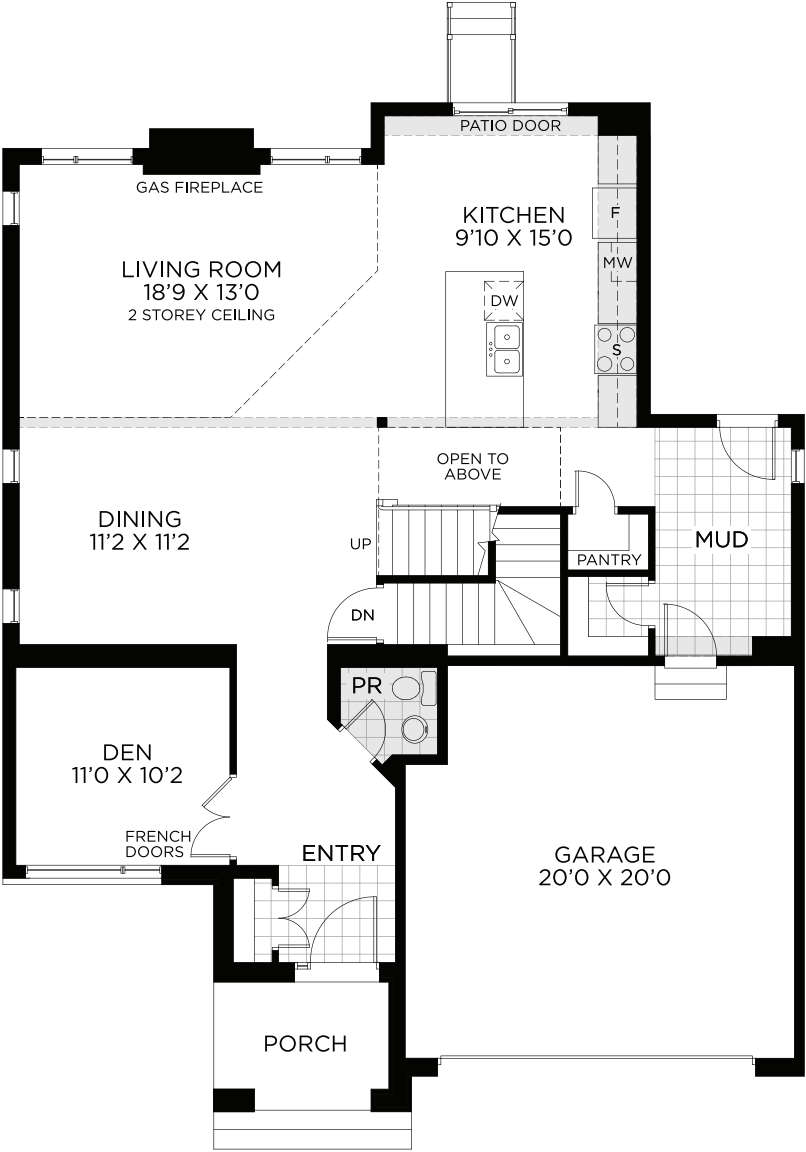 PATIO DOOR
GAS FIREPLACE
KITCHEN
9'10 X 15'0
F
MW
LIVING ROOM
18'9 X 13'0
2 STOREY CEILING
DW
S
OPEN TO
ABOVE
DINING
11'2 X 11'2
UP
PANTRY
MUD
DN
PR
DEN
11'0 X 10'2
FRENCH
DOORS
ENTRY
GARAGE
20'0 X 20'0
PORCH